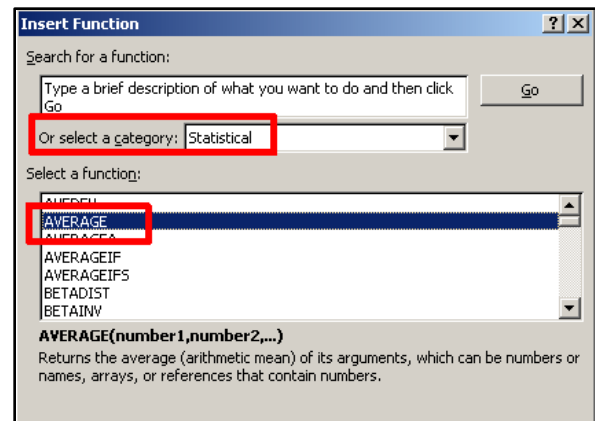 Insert Function
Search for a function:
Type a brief description of what you want to do and then click
Go
Go
Or select a category: Statistical
Select a function:
AVEDEV
AVERAGE
AVERAGEA
AVERAGEIF
AVERAGEIFS
BETADIST
BETAINV
AVERAGE(number1,number2,...)
Returns the average (arithmetic mean) of its arguments, which can be numbers or
names, arrays, or references that contain numbers.